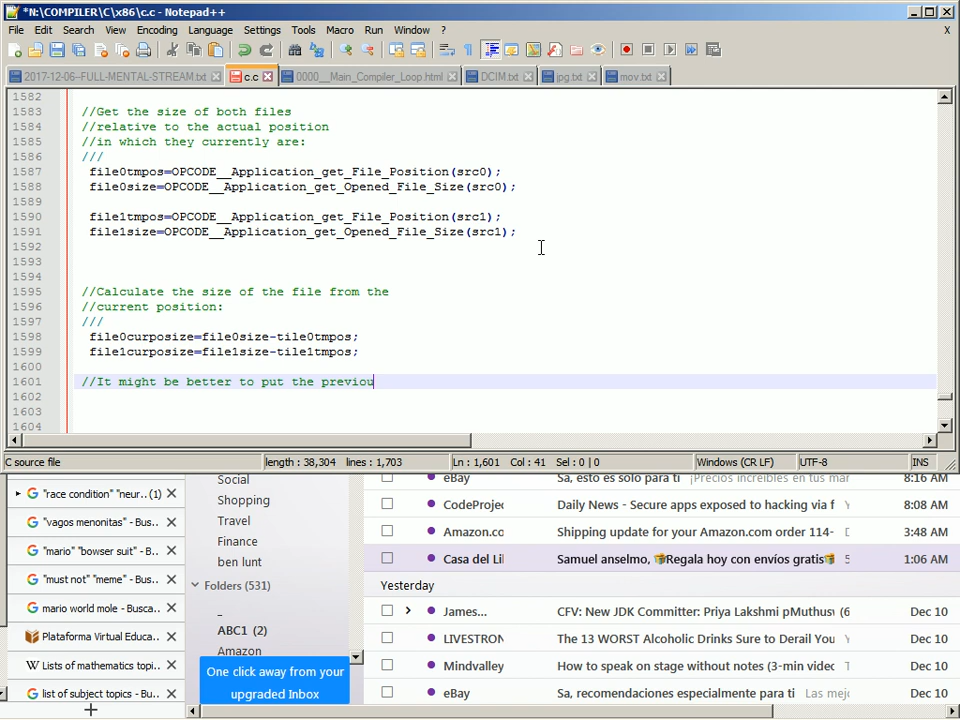 *N:\COMPILER\C\x86\c.c - Notepad++
File Edit Search View Encoding Language Settings Tools Macro Run Window ? X
2017-12-06--FULL-MENTAL-STREAM.txt c.c 0000__Main_Compiler_Loop.html DCIM.txt jpg.txt mov.txt
1582
1583 //Get the size of both files
1584 //relative to the actual position
1585 //in which they currently are:
1586 ///
1587 file0tmpos=OPCODE__Application_get_File_Position(src0);
1588 file0size=OPCODE__Application_get_Opened_File_Size(src0);
1589
1590 file1tmpos=OPCODE__Application_get_File_Position(src1);
1591 file1size=OPCODE__Application_get_Opened_File_Size(src1);
1592
1593
1594
1595 //Calculate the size of the file from the
1596 //current position:
1597 ///
1598 file0curposize=file0size-tile0tmpos;
1599 file1curposize=file1size-tile1tmpos;
1600
1601 //It might be better to put the previou
1602
1603
1604
C source file length : 38,304 lines : 1,703 Ln : 1,601 Col : 41 Sel : 0 | 0 Windows (CR LF) UTF-8 INS
"race condition" "neur.. (1)
"vagos menonitas" - Bus..
"mario" "bowser suit" - B..
"must not" "meme" - Bus..
mario world mole - Busca..
Plataforma Virtual Educa..
W Lists of mathematics topi..
list of subject topics - Bu..
Social
Shopping
Travel
Finance
ben lunt
Folders (531)
_
ABC1 (2)
Amazon
One click away from your
upgraded Inbox
eBay Sa, esto es solo para ti ¡Precios increíbles en tus mar 8:16 AM
CodeProjec Daily News - Secure apps exposed to hacking via f 8:08 AM
Amazon.cc Shipping update for your Amazon.com order 114- 3:48 AM
Casa del Li Samuel anselmo, Regala hoy con envíos gratis 1:06 AM
Yesterday
James... CFV: New JDK Committer: Priya Lakshmi pMuthusv (6 Dec 10
LIVESTRON The 13 WORST Alcoholic Drinks Sure to Derail You Dec 10
Mindvalley How to speak on stage without notes (3-min videc Dec 10
eBay Sa, recomendaciones especialmente para ti Las mejo Dec 10